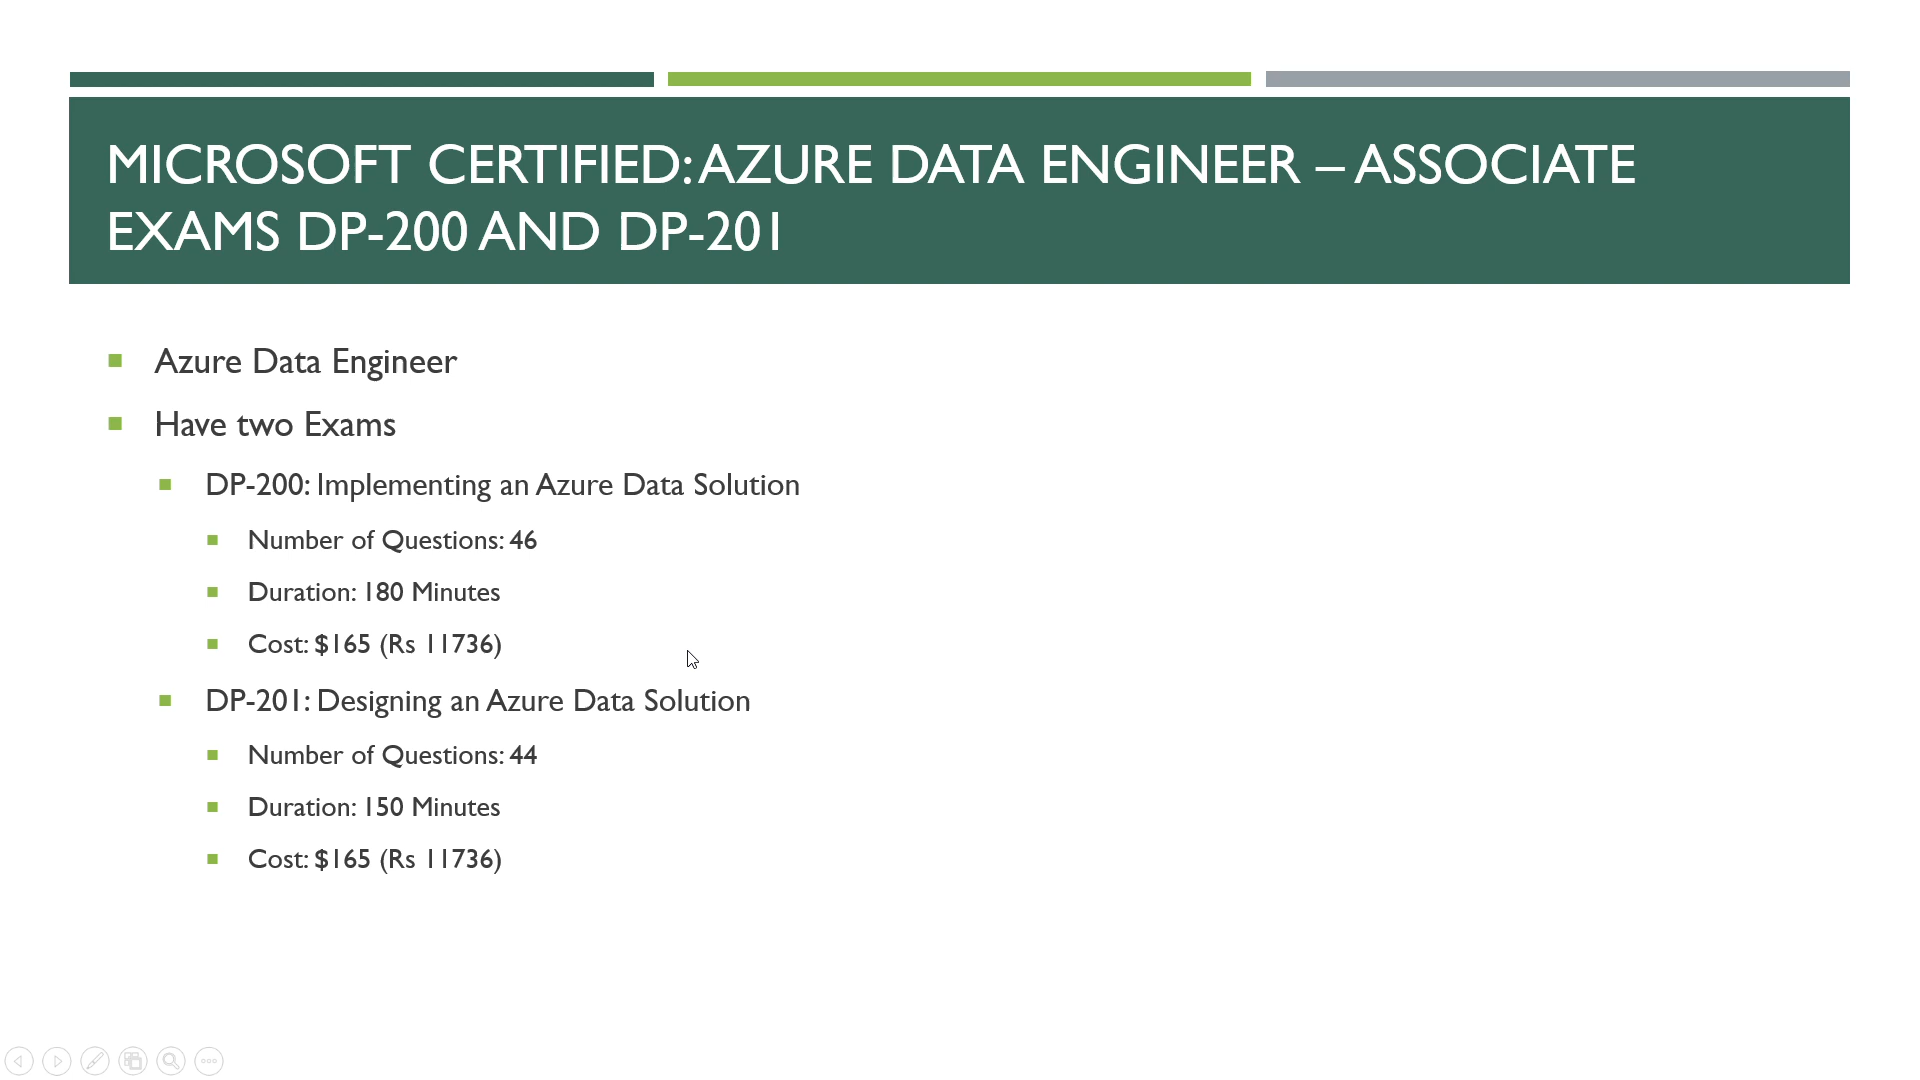 MICROSOFT CERTIFIED: AZURE DATA ENGINEER – ASSOCIATE
EXAMS DP-200 AND DP-201
Azure Data Engineer
Have two Exams
DP-200: Implementing an Azure Data Solution
Number of Questions: 46
Duration: 180 Minutes
Cost: $165 (Rs 11736)
DP-201: Designing an Azure Data Solution
Number of Questions: 44
Duration: 150 Minutes
Cost: $165 (Rs 11736)